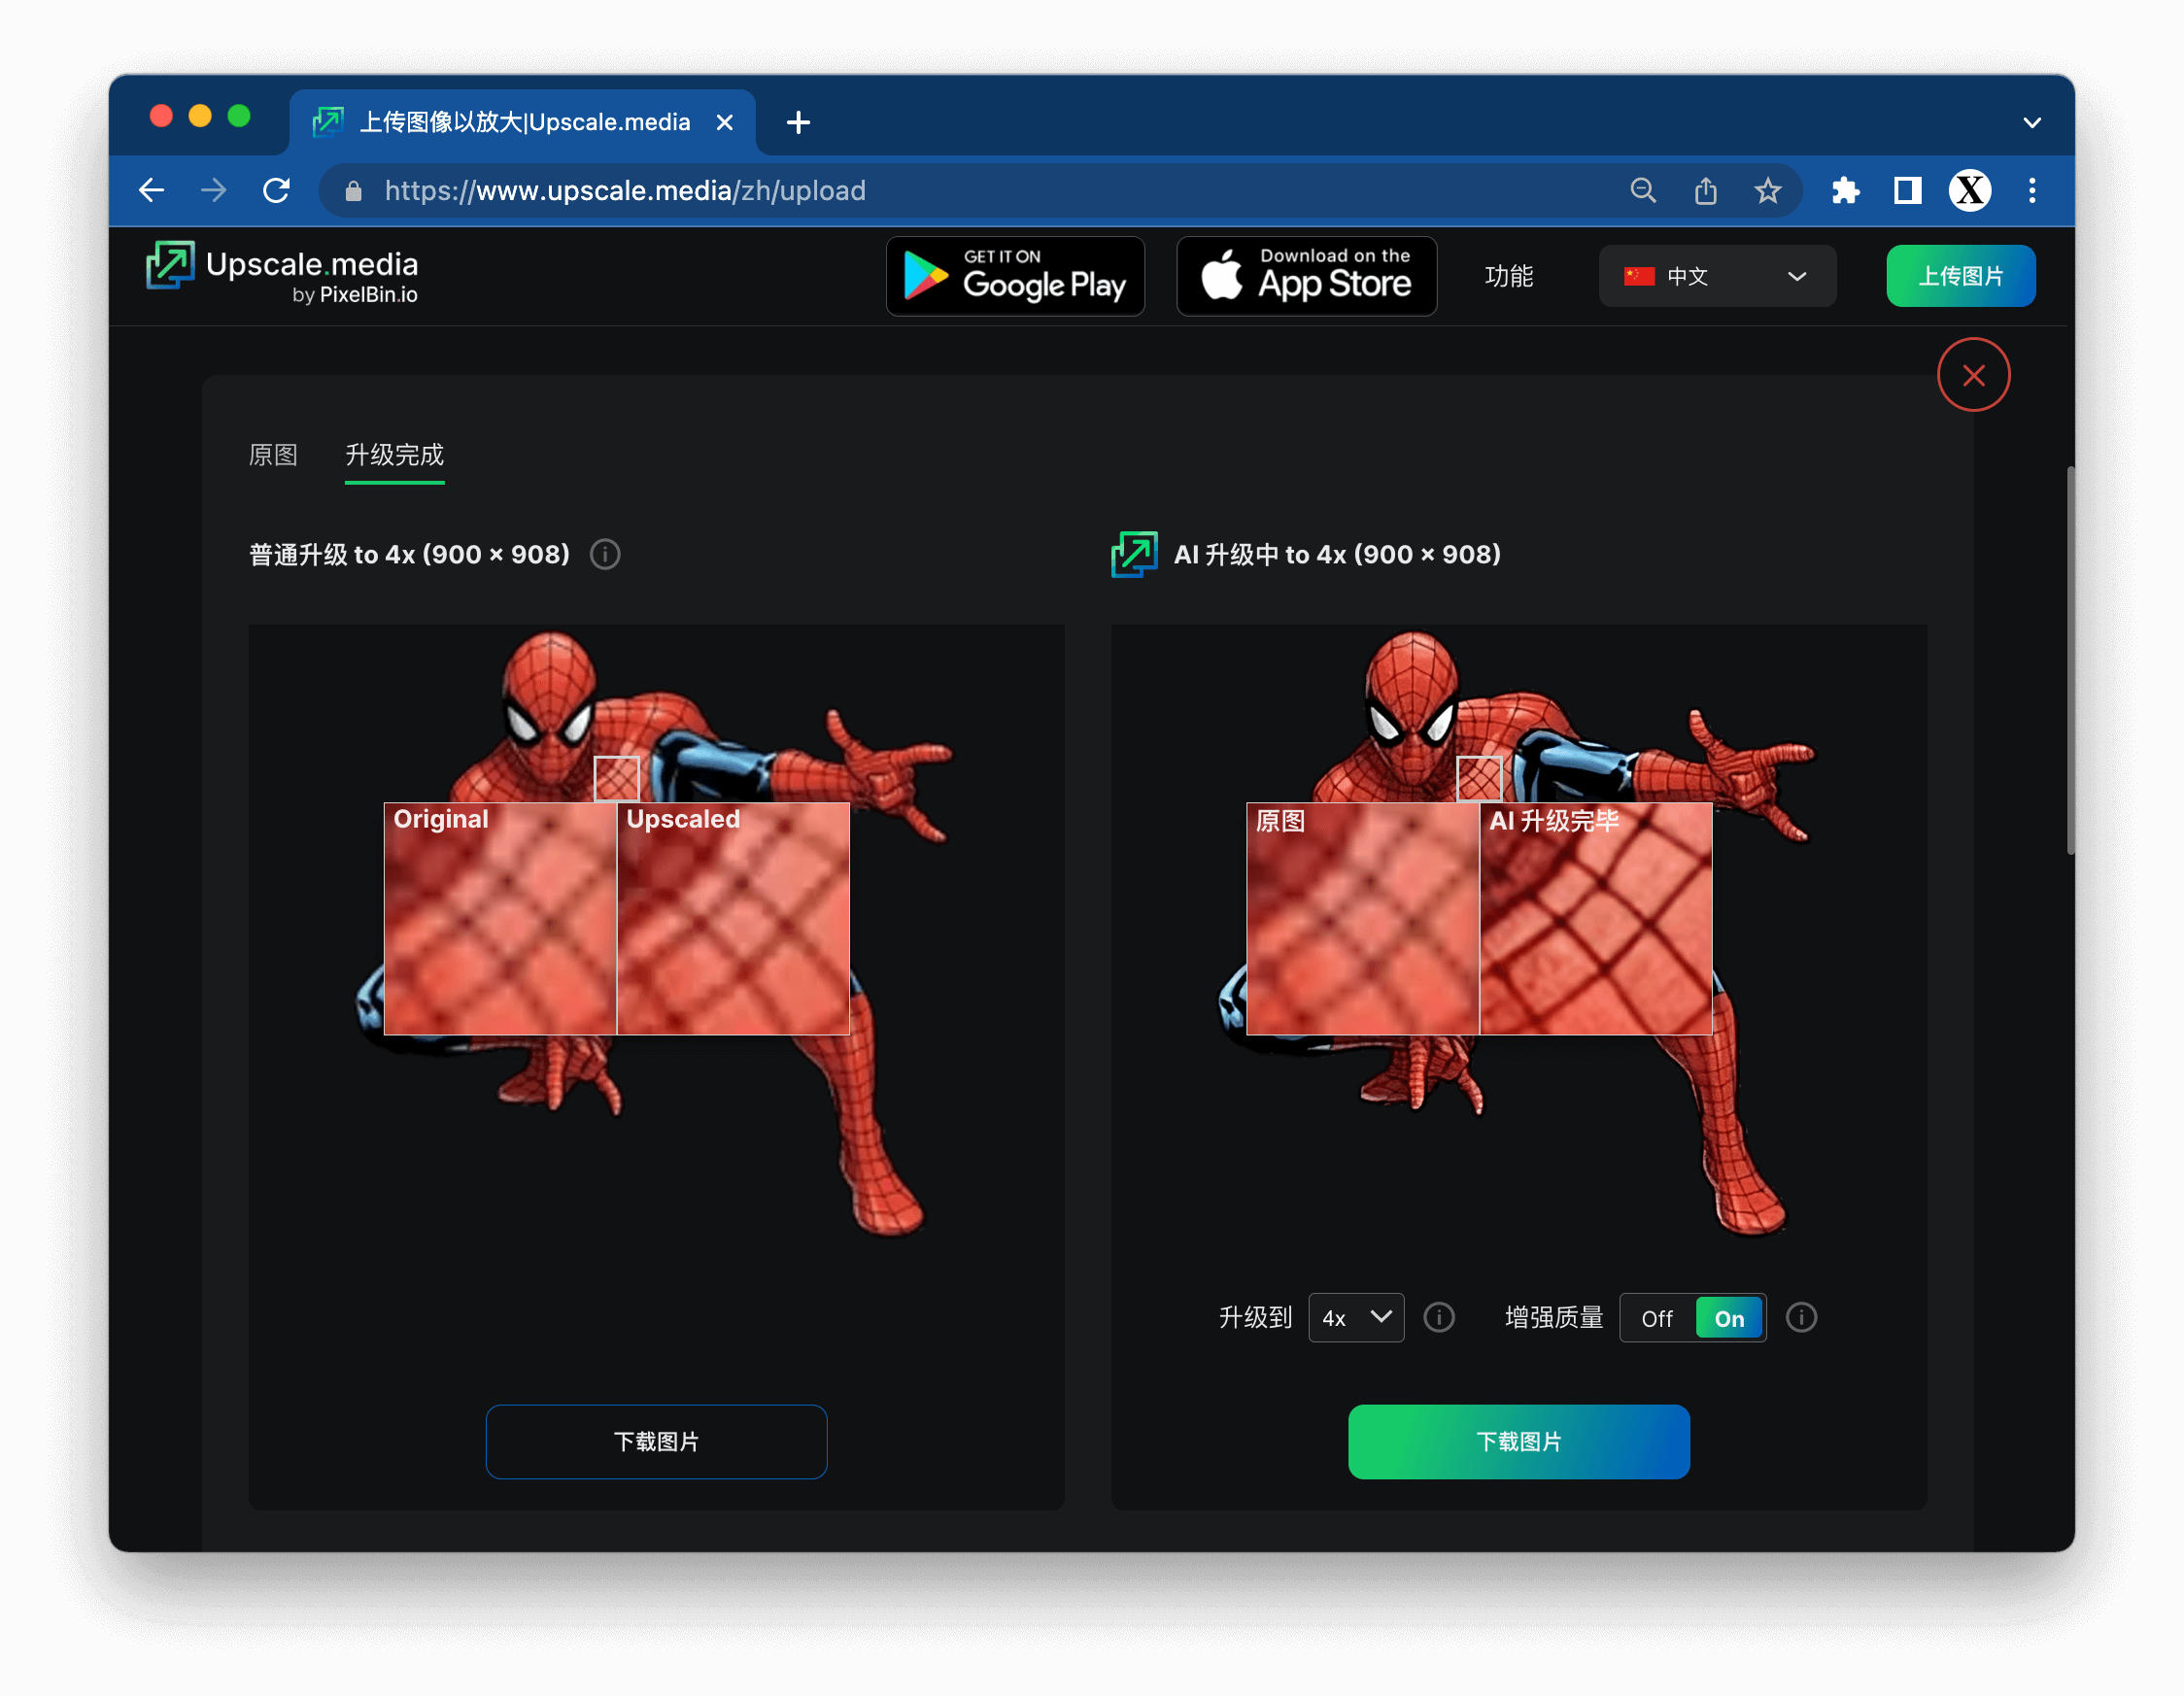 上传图像以放大|Upscale.media
https://www.upscale.media/zh/upload
X
Upscale.media
by PixelBin.io
GET IT ON
Google Play
Download on the
App Store
功能
中文
上传图片
原图
升级完成
普通升级 to 4x (900 × 908)
AI 升级中 to 4x (900 × 908)
Original
Upscaled
原图
AI 升级完毕
升级到
4x
增强质量
Off
On
下载图片
下载图片